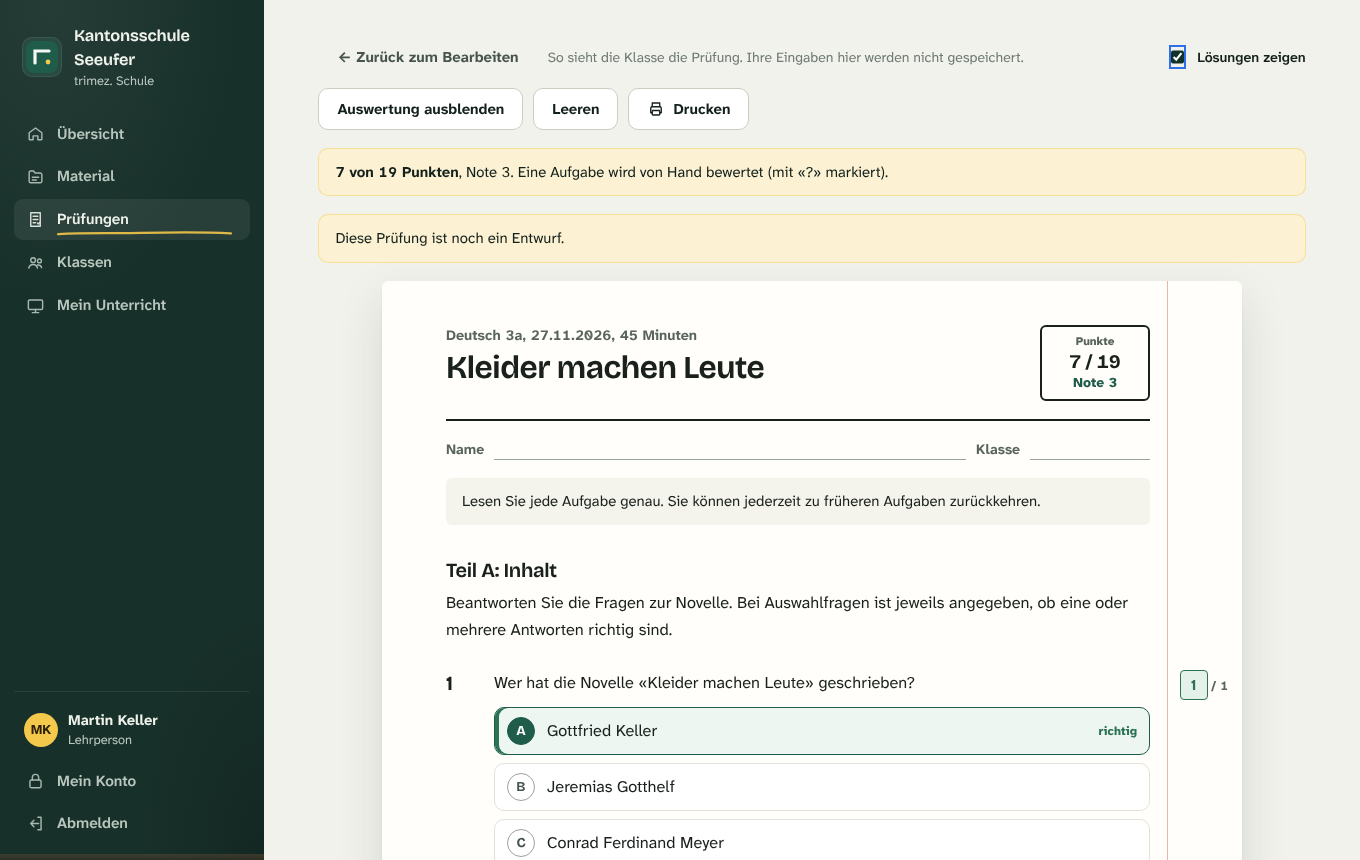 Kantonsschule
Seeufer
trimez. Schule
Übersicht
Material
Prüfungen
Klassen
Mein Unterricht
MK
Martin Keller
Lehrperson
Mein Konto
Abmelden
← Zurück zum Bearbeiten
So sieht die Klasse die Prüfung. Ihre Eingaben hier werden nicht gespeichert.
Lösungen zeigen
Auswertung ausblenden
Leeren
Drucken
7 von 19 Punkten, Note 3. Eine Aufgabe wird von Hand bewertet (mit «?» markiert).
Diese Prüfung ist noch ein Entwurf.
Deutsch 3a, 27.11.2026, 45 Minuten
Kleider machen Leute
Punkte
7 / 19
Note 3
Name
Klasse
Lesen Sie jede Aufgabe genau. Sie können jederzeit zu früheren Aufgaben zurückkehren.
Teil A: Inhalt
Beantworten Sie die Fragen zur Novelle. Bei Auswahlfragen ist jeweils angegeben, ob eine oder
mehrere Antworten richtig sind.
1 Wer hat die Novelle «Kleider machen Leute» geschrieben?
1 / 1
A Gottfried Keller richtig
B Jeremias Gotthelf
C Conrad Ferdinand Meyer